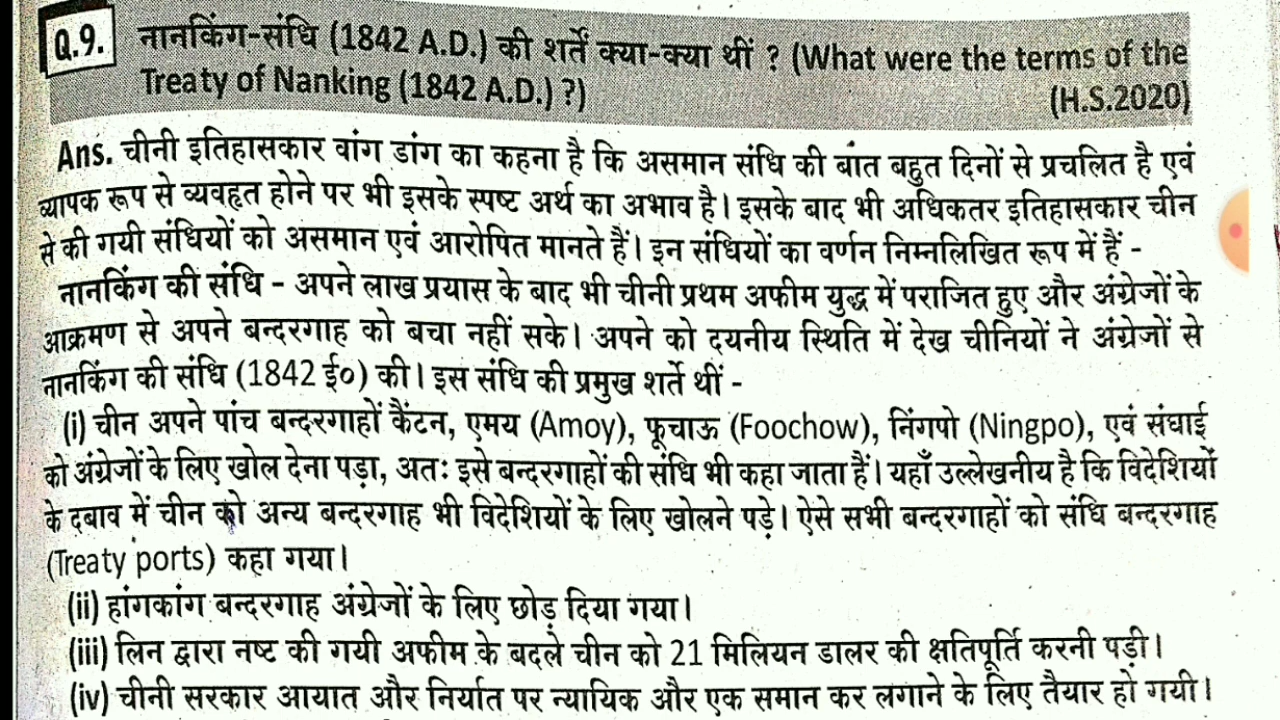 Q.9. नानकिंग-संधि (1842 A.D.) की शर्तें क्या-क्या थीं ? (What were the terms of the
Treaty of Nanking (1842 A.D.) ?) (H.S.2020)
Ans. चीनी इतिहासकार वांग डांग का कहना है कि असमान संधि की बात बहुत दिनों से प्रचलित है एवं
व्यापक रूप से व्यवहृत होने पर भी इसके स्पष्ट अर्थ का अभाव है। इसके बाद भी अधिकतर इतिहासकार चीन
से की गयी संधियों को असमान एवं आरोपित मानते हैं। इन संधियों का वर्णन निम्नलिखित रूप में हैं -
नानकिंग की संधि - अपने लाख प्रयास के बाद भी चीनी प्रथम अफीम युद्ध में पराजित हुए और अंग्रेजों के
आक्रमण से अपने बन्दरगाह को बचा नहीं सके। अपने को दयनीय स्थिति में देख चीनियों ने अंग्रेजों से
नानकिंग की संधि (1842 ई०) की। इस संधि की प्रमुख शर्ते थीं -
(i) चीन अपने पांच बन्दरगाहों कैंटन, एमय (Amoy), फूचाऊ (Foochow), निंगपो (Ningpo), एवं संघाई
को अंग्रेजों के लिए खोल देना पड़ा, अतः इसे बन्दरगाहों की संधि भी कहा जाता हैं। यहाँ उल्लेखनीय है कि विदेशियों
के दबाव में चीन को अन्य बन्दरगाह भी विदेशियों के लिए खोलने पड़े। ऐसे सभी बन्दरगाहों को संधि बन्दरगाह
(Treaty ports) कहा गया।
(ii) हांगकांग बन्दरगाह अंग्रेजों के लिए छोड़ दिया गया।
(iii) लिन द्वारा नष्ट की गयी अफीम के बदले चीन को 21 मिलियन डालर की क्षतिपूर्ति करनी पड़ी।
(iv) चीनी सरकार आयात और निर्यात पर न्यायिक और एक समान कर लगाने के लिए तैयार हो गयी।